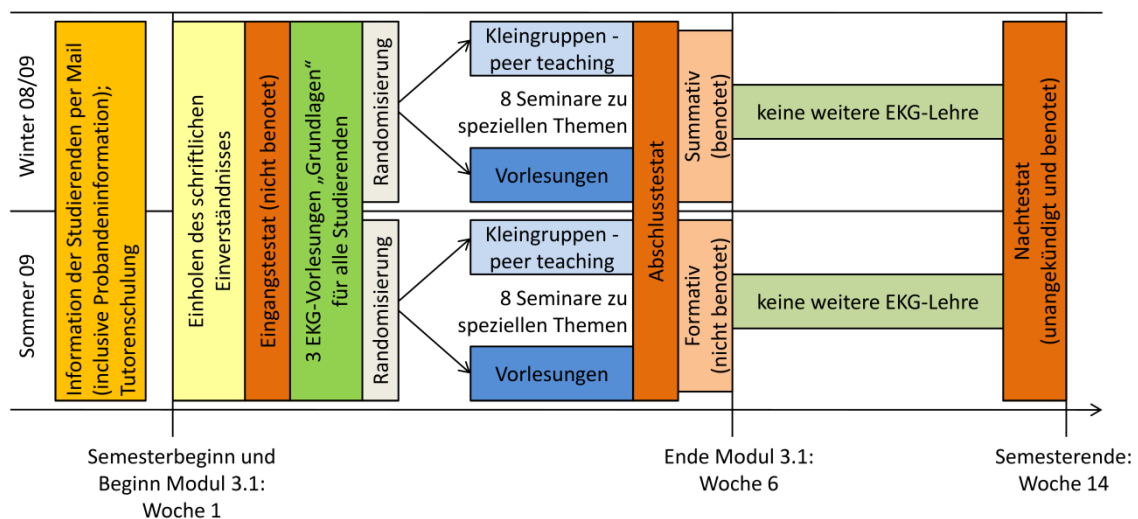 Winter 08/09
Sommer 09
Information der Studierenden per Mail
(inclusive Probandeninformation);
Tutorenschulung
Einholen des schriftlichen
Einverständnisses
Eingangstestat (nicht benotet)
3 EKG-Vorlesungen „Grundlagen“
für alle Studierenden
Randomisierung
Kleingruppen -
peer teaching
8 Seminare zu
speziellen Themen
Vorlesungen
Randomisierung
Kleingruppen -
peer teaching
8 Seminare zu
speziellen Themen
Vorlesungen
Abschlusstestat
Summativ
(benotet)
Formativ
(nicht benotet)
keine weitere EKG-Lehre
keine weitere EKG-Lehre
Nachtestat
(unangekündigt und benotet)
Semesterbeginn und
Beginn Modul 3.1:
Woche 1
Ende Modul 3.1:
Woche 6
Semesterende:
Woche 14